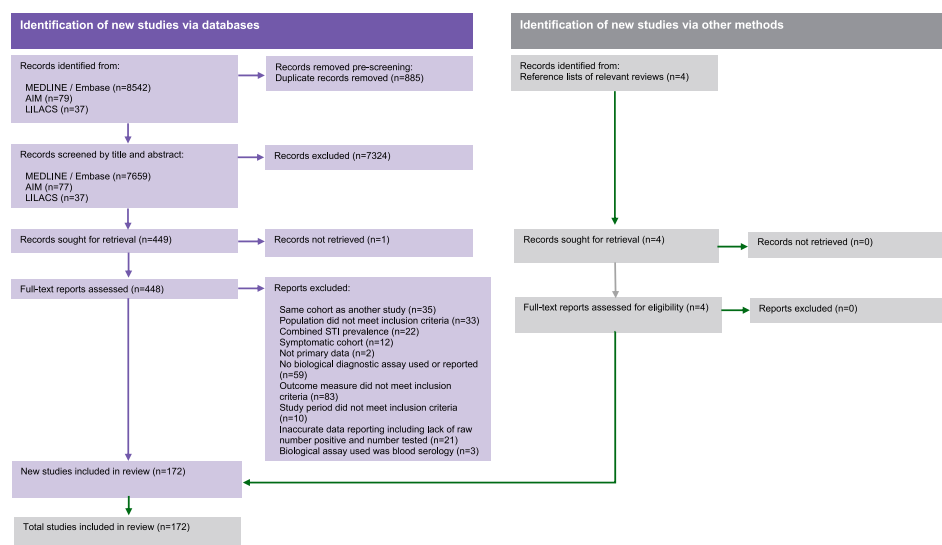 Identification of new studies via databases
Identification of new studies via other methods
Records identified from:
MEDLINE / Embase (n=8542)
AIM (n=79)
LILACS (n=37)
Records removed pre-screening:
Duplicate records removed (n=885)
Records identified from:
Reference lists of relevant reviews (n=4)
Records screened by title and abstract:
MEDLINE / Embase (n=7659)
AIM (n=77)
LILACS (n=37)
Records excluded (n=7324)
Records sought for retrieval (n=449)
Records not retrieved (n=1)
Records sought for retrieval (n=4)
Records not retrieved (n=0)
Full-text reports assessed (n=448)
Reports excluded:
Same cohort as another study (n=35)
Population did not meet inclusion criteria (n=33)
Combined STI prevalence (n=22)
Symptomatic cohort (n=12)
Not primary data (n=2)
No biological diagnostic assay used or reported
(n=59)
Outcome measure did not meet inclusion
criteria (n=83)
Study period did not meet inclusion criteria
(n=10)
Inaccurate data reporting including lack of raw
number positive and number tested (n=21)
Biological assay used was blood serology (n=3)
Full-text reports assessed for eligibility (n=4)
Reports excluded (n=0)
New studies included in review (n=172)
Total studies included in review (n=172)